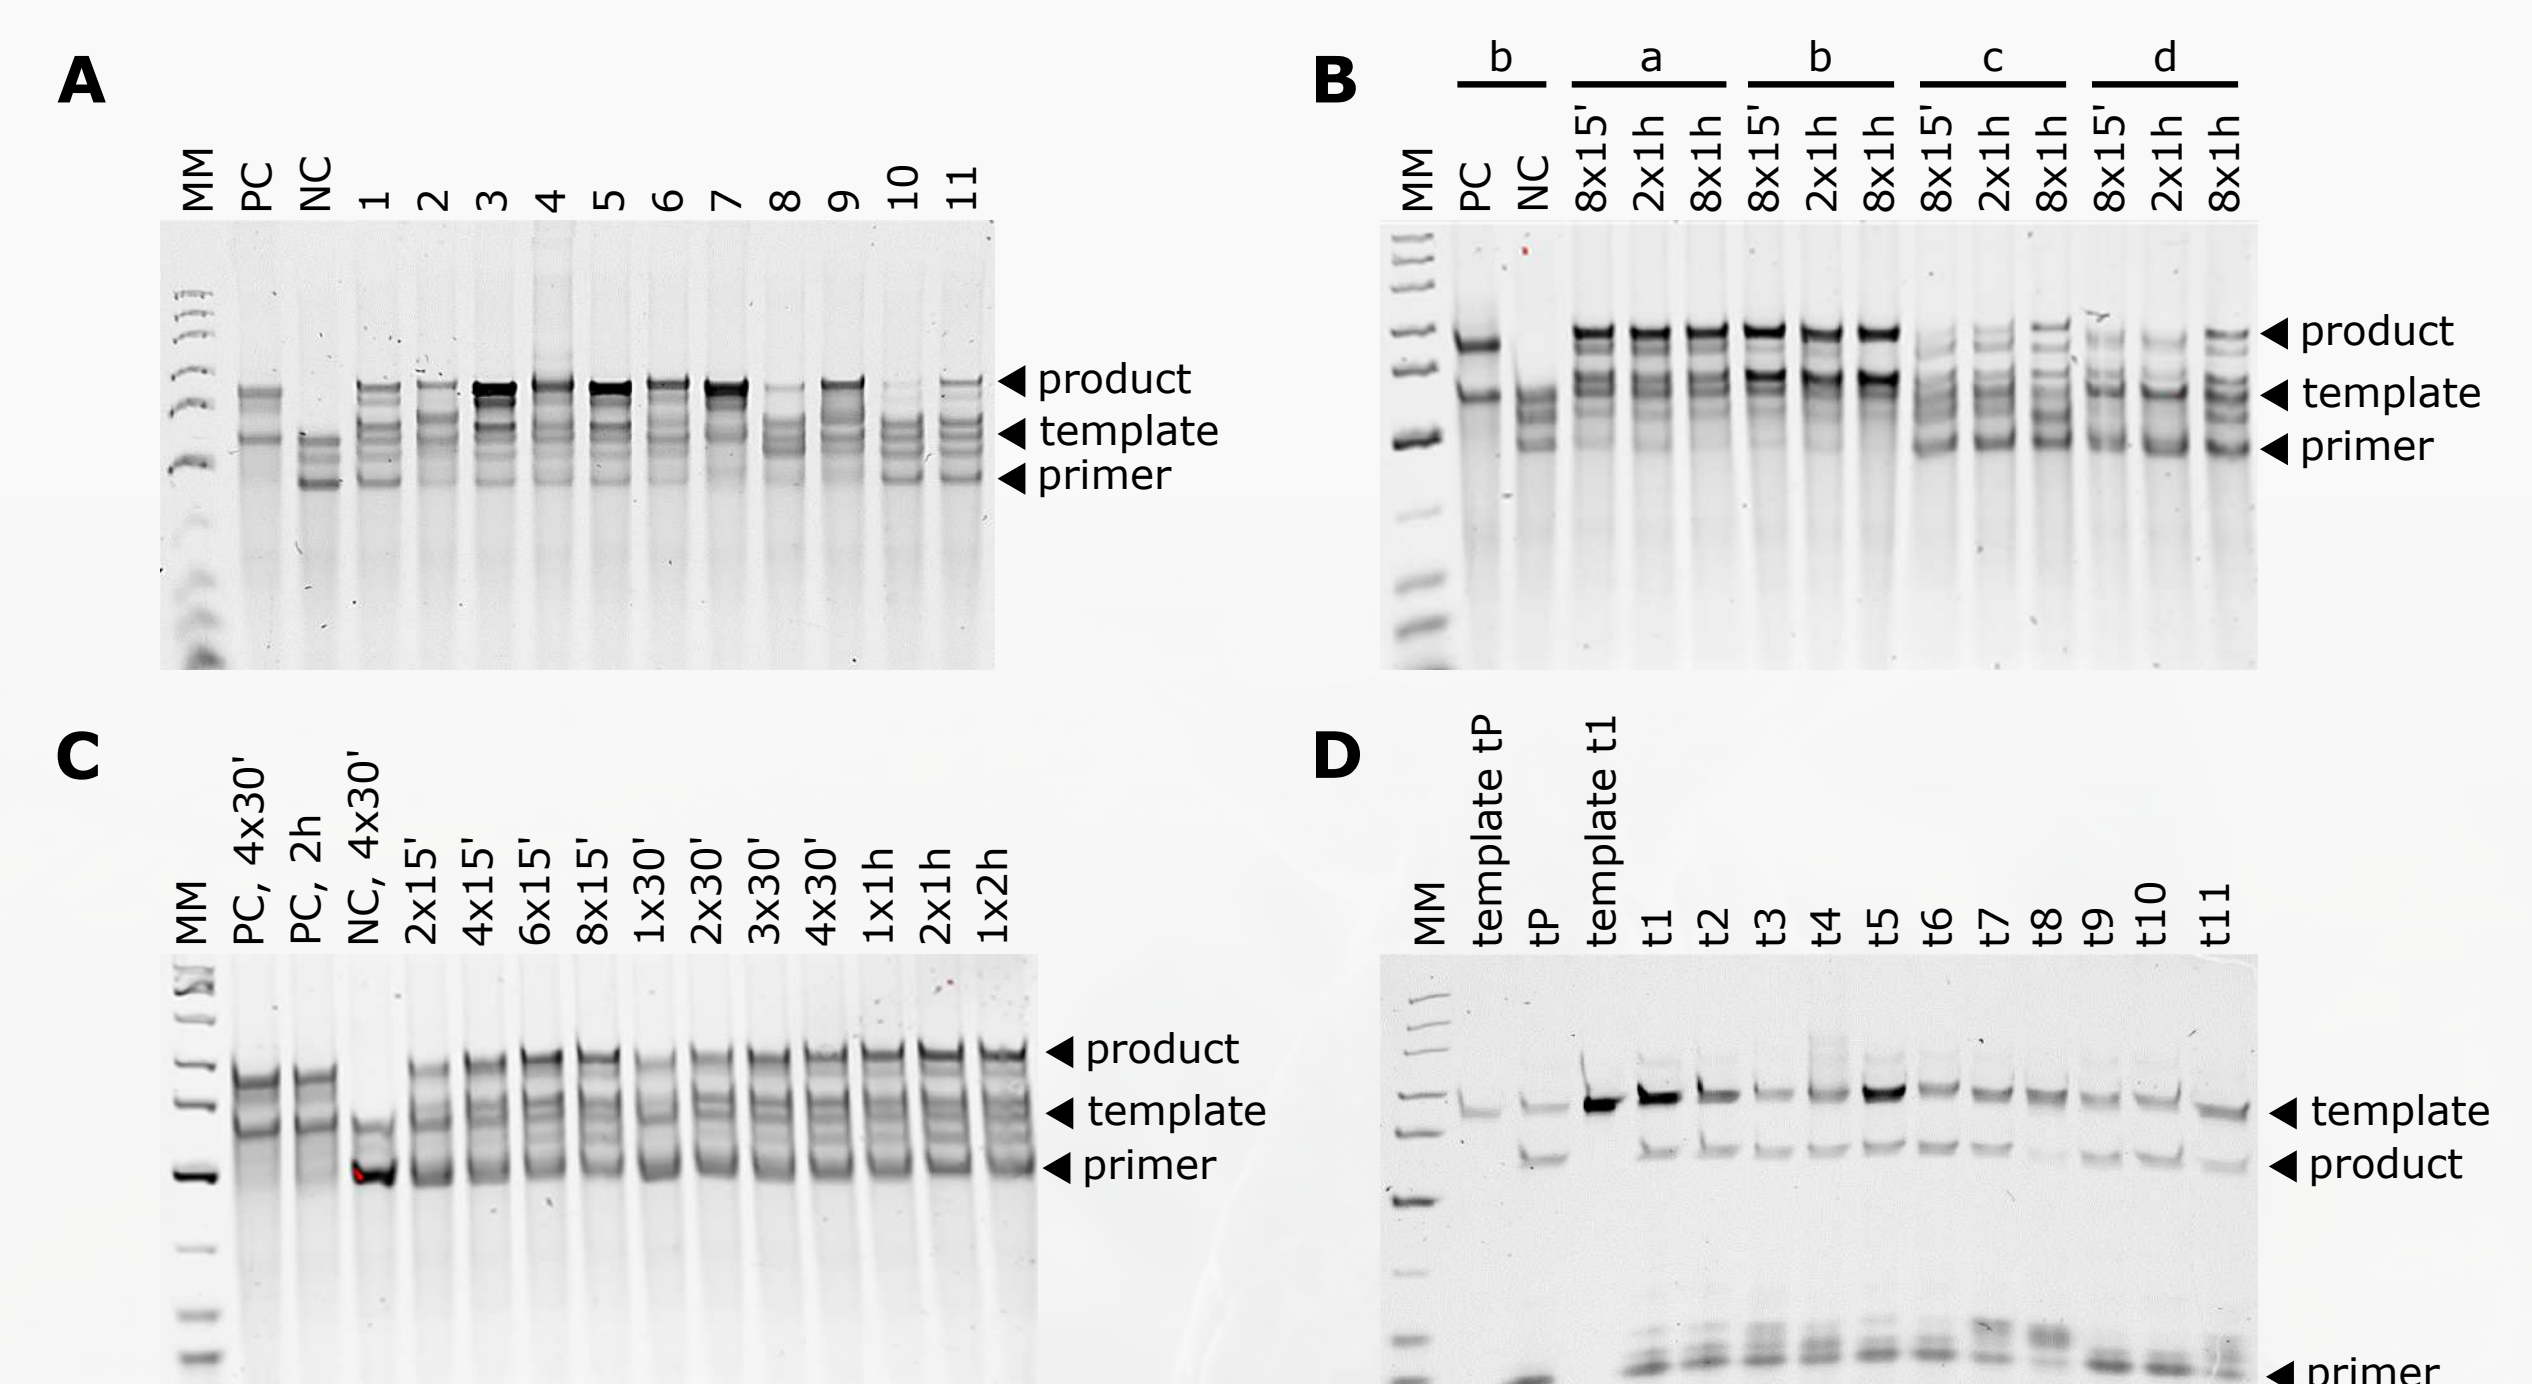 A
MM PC NC 1 2 3 4 5 6 7 8 9 10 11
product
template
primer
B
b a b c d
MM PC NC 8x15' 2x1h 8x1h 8x15' 2x1h 8x1h 8x15' 2x1h 8x1h 8x15' 2x1h 8x1h
product
template
primer
C
MM PC, 4x30' PC, 2h NC, 4x30' 2x15' 4x15' 6x15' 8x15' 1x30' 2x30' 3x30' 4x30' 1x1h 2x1h 1x2h
product
template
primer
D
MM template tP tP template t1 t1 t2 t3 t4 t5 t6 t7 t8 t9 t10 t11
template
product
primer